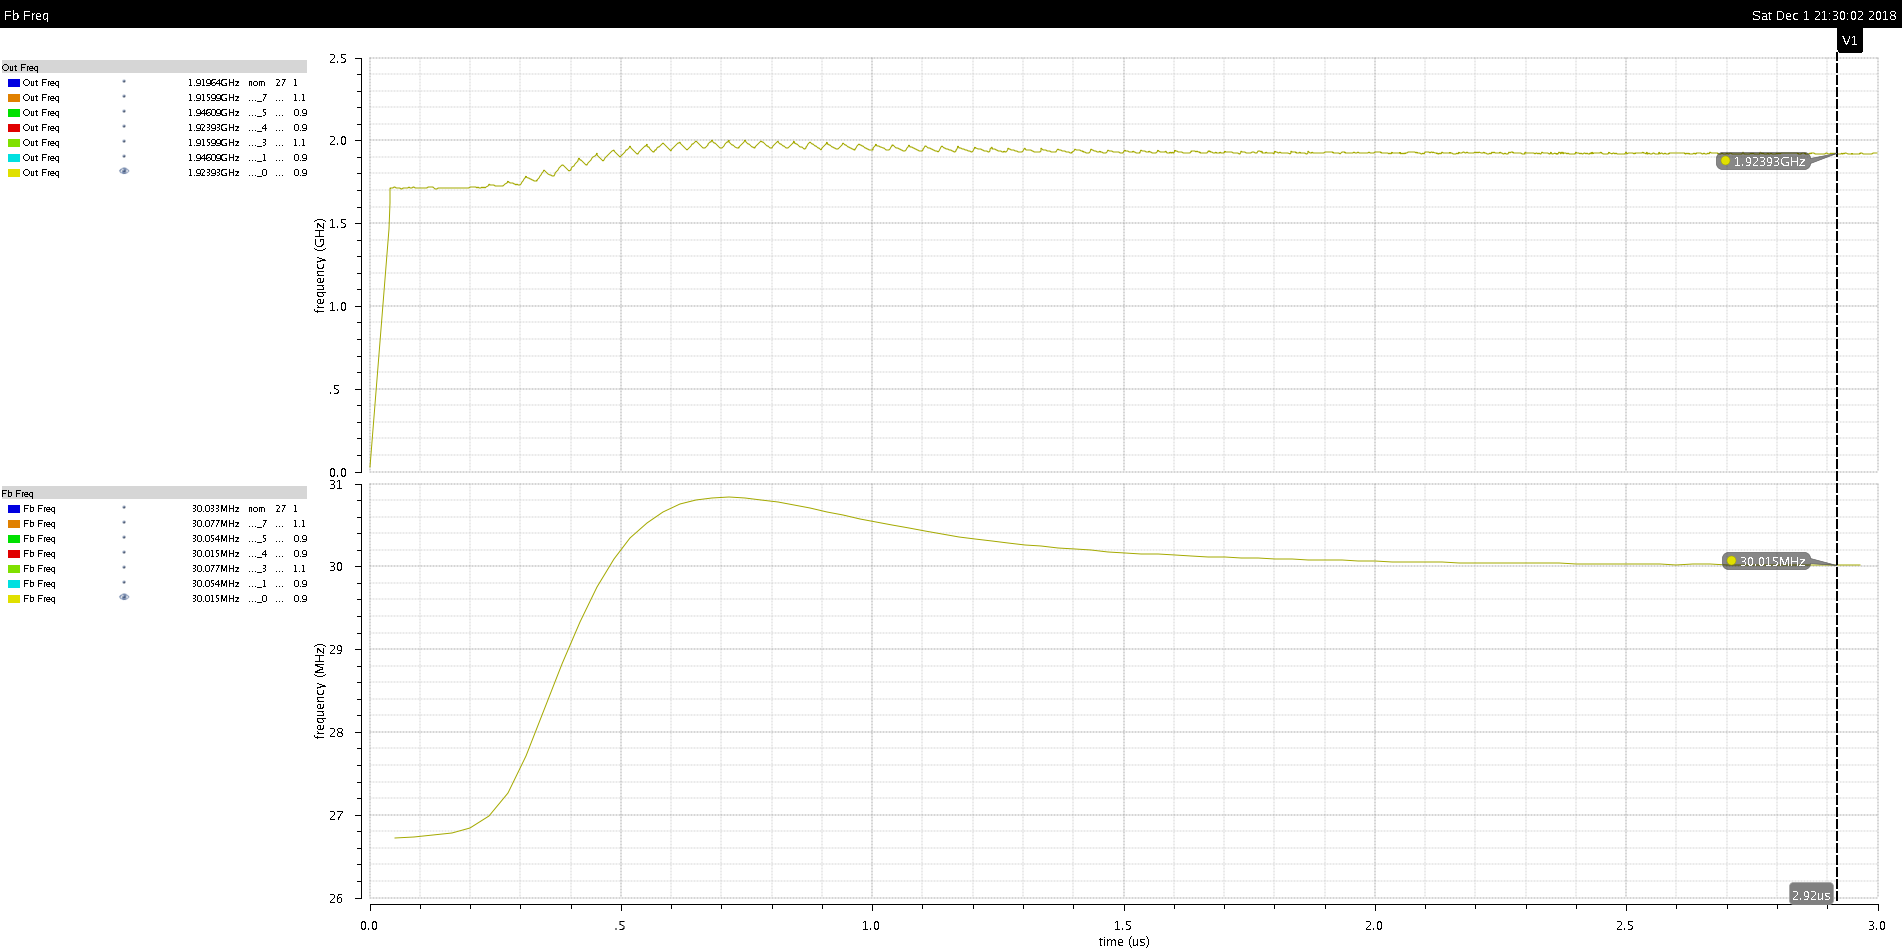 Fb Freq
Sat Dec 1 21:30:02 2018
V1
Out Freq
Out Freq 1.91964GHz nom 27 1
Out Freq 1.91599GHz ..._7 ... 1.1
Out Freq 1.94609GHz ..._5 ... 0.9
Out Freq 1.92393GHz ..._4 ... 0.9
Out Freq 1.91599GHz ..._3 ... 1.1
Out Freq 1.94609GHz ..._1 ... 0.9
Out Freq 1.92393GHz ..._0 ... 0.9
2.5
2.0
1.5
1.0
.5
0.0
frequency (GHz)
1.92393GHz
Fb Freq
Fb Freq 30.033MHz nom 27 1
Fb Freq 30.077MHz ..._7 ... 1.1
Fb Freq 30.054MHz ..._5 ... 0.9
Fb Freq 30.015MHz ..._4 ... 0.9
Fb Freq 30.077MHz ..._3 ... 1.1
Fb Freq 30.054MHz ..._1 ... 0.9
Fb Freq 30.015MHz ..._0 ... 0.9
31
30
29
28
27
26
frequency (MHz)
30.015MHz
2.92us
0.0 .5 1.0 1.5 2.0 2.5 3.0
time (us)